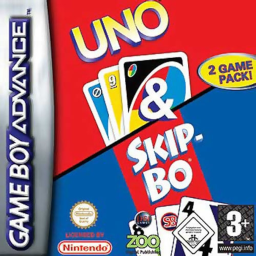 GAME BOY ADVANCE
UNO
2 GAME
PACK!
&
SKIP-
BO
LICENSED BY
Nintendo
ZOO
3+
www.pegi.info